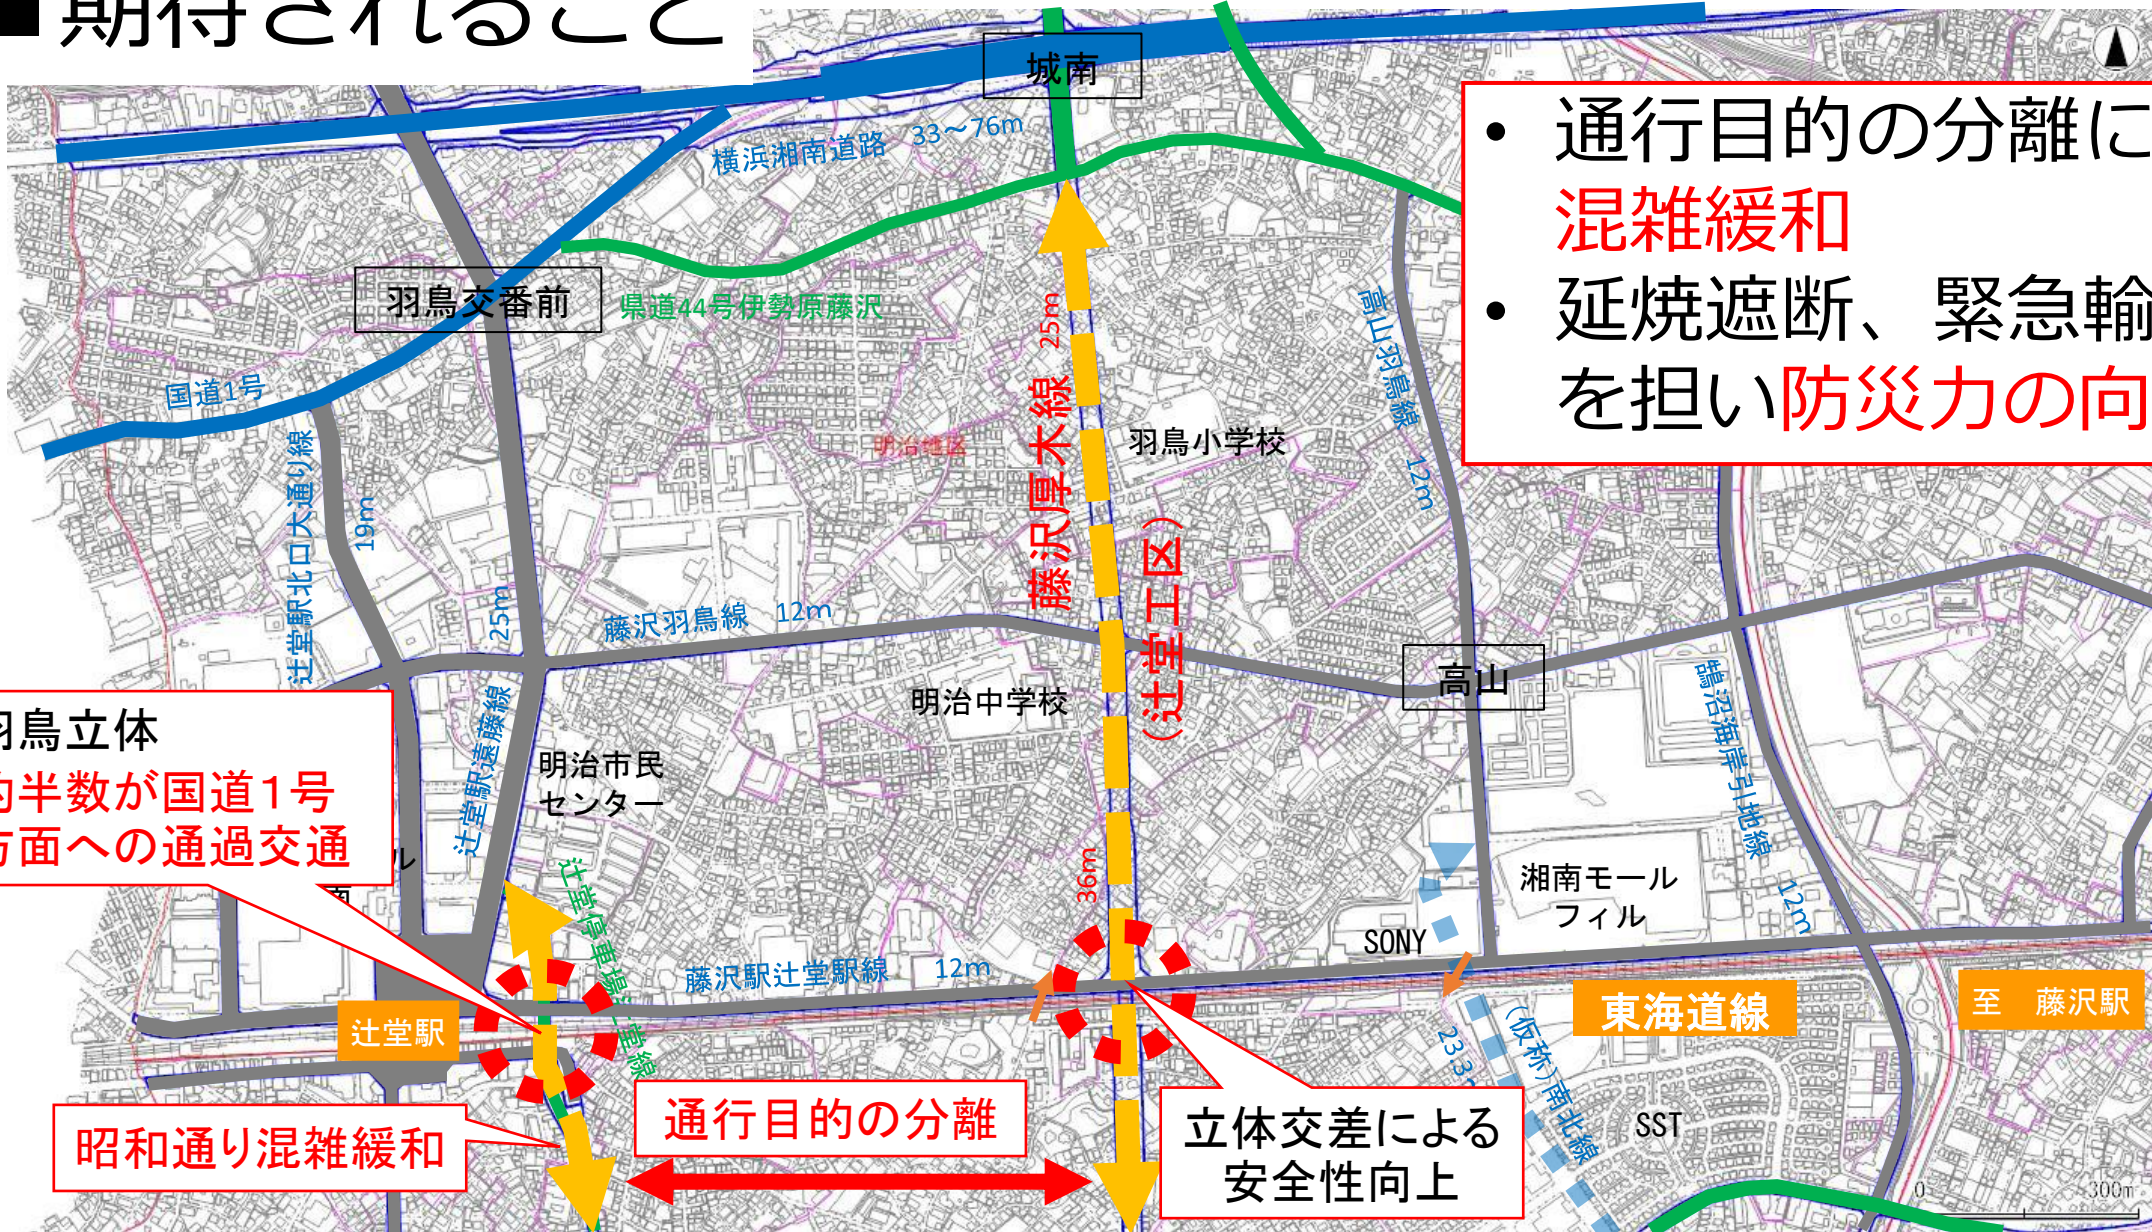 ■期待されること
城南
• 通行目的の分離に
混雑緩和
• 延焼遮断、緊急輸
を担い防災力の向
横浜湘南道路 33～76m
羽鳥交番前
県道44号伊勢原藤沢
国道1号
藤沢厚木線 25m
(辻堂工区)
36m
高山羽鳥線 12m
明治地区
羽鳥小学校
辻堂駅北口大通り線
19m
25m
藤沢羽鳥線 12m
高山
明治中学校
鵠沼海岸引地線 12m
羽鳥立体
約半数が国道1号
方面への通過交通
ル
南
辻堂駅遠藤線
明治市民
センター
辻堂停車場辻堂線
湘南モール
フィル
SONY
藤沢駅辻堂駅線 12m
辻堂駅
東海道線
至 藤沢駅
23.3
(仮称)南北線
昭和通り混雑緩和
通行目的の分離
立体交差による
安全性向上
SST
0 300m